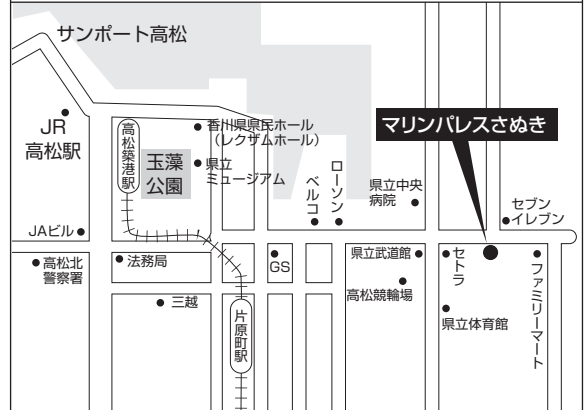 サンポート高松
JR
高松駅
高松築港駅
香川県県民ホール
（レクザムホール）
玉藻
公園
県立
ミュージアム
マリンパレスさぬき
ローソン
ベルコ
県立中央
病院
セブン
イレブン
JAビル
高松北
警察署
法務局
GS
県立武道館
セトラ
ファミリーマート
高松競輪場
三越
片原町駅
県立体育館